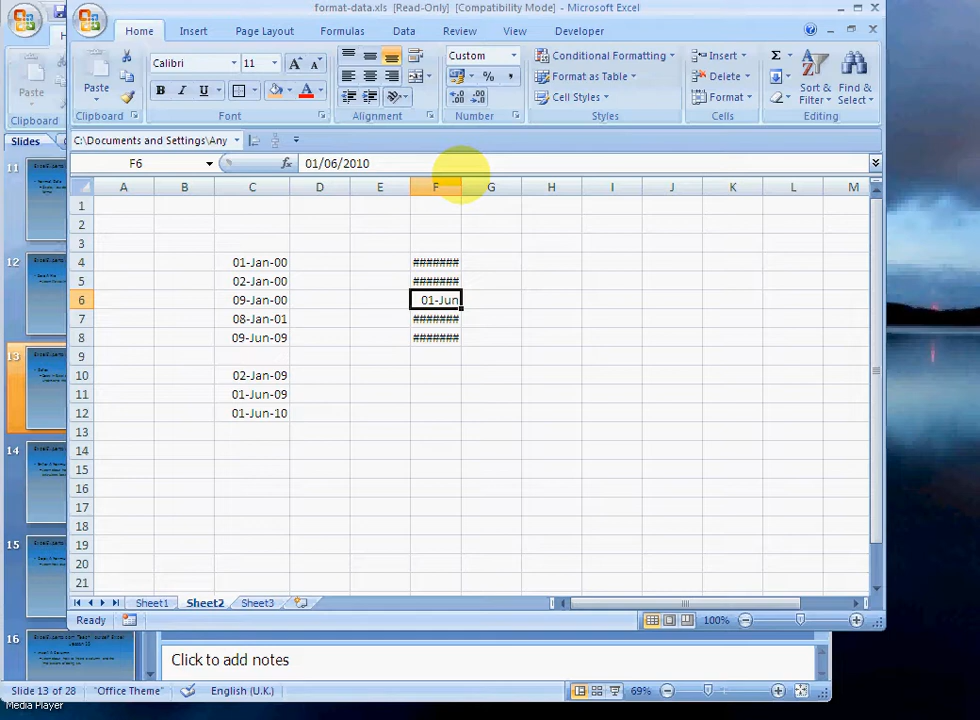 format-data.xls [Read-Only] [Compatibility Mode] - Microsoft Excel
Home Insert Page Layout Formulas Data Review View Developer
Paste
Clipboard
Calibri 11
B I U
Font
Alignment
Custom
% ,
Number
Conditional Formatting
Format as Table
Cell Styles
Styles
Insert
Delete
Format
Cells
Σ
Sort & Filter
Find & Select
Editing
Paste
Clipboard
Slides
C:\Documents and Settings\Any
F6 fx 01/06/2010
A B C D E F G H I J K L M
1
2
3
4 01-Jan-00 #######
5 02-Jan-00 #######
6 09-Jan-00 01-Jun
7 08-Jan-01 #######
8 09-Jun-09 #######
9
10 02-Jan-09
11 01-Jun-09
12 01-Jun-10
13
14
15
16
17
18
19
20
21
11
12
13
14
15
16
Sheet1 Sheet2 Sheet3
Ready 100%
Click to add notes
Slide 13 of 28 "Office Theme" English (U.K.) 69%
Media Player